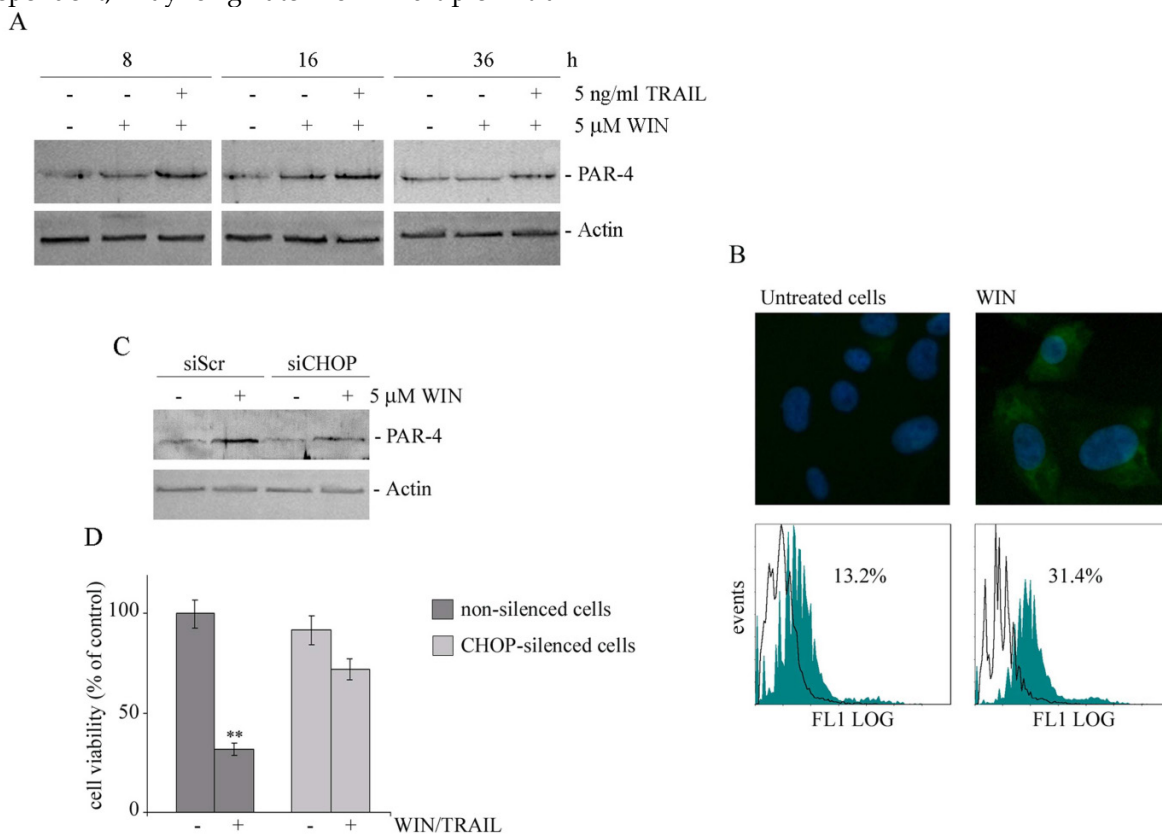 A
8 16 36 h
- - + - - + - - + 5 ng/ml TRAIL
- + + - + + - + + 5 μM WIN
- PAR-4
- Actin
B
Untreated cells WIN
13.2% 31.4%
events
FL1 LOG FL1 LOG
C
siScr siCHOP
- + - + 5 μM WIN
- PAR-4
- Actin
D
cell viability (% of control)
100
50
0
**
non-silenced cells
CHOP-silenced cells
- + - + WIN/TRAIL